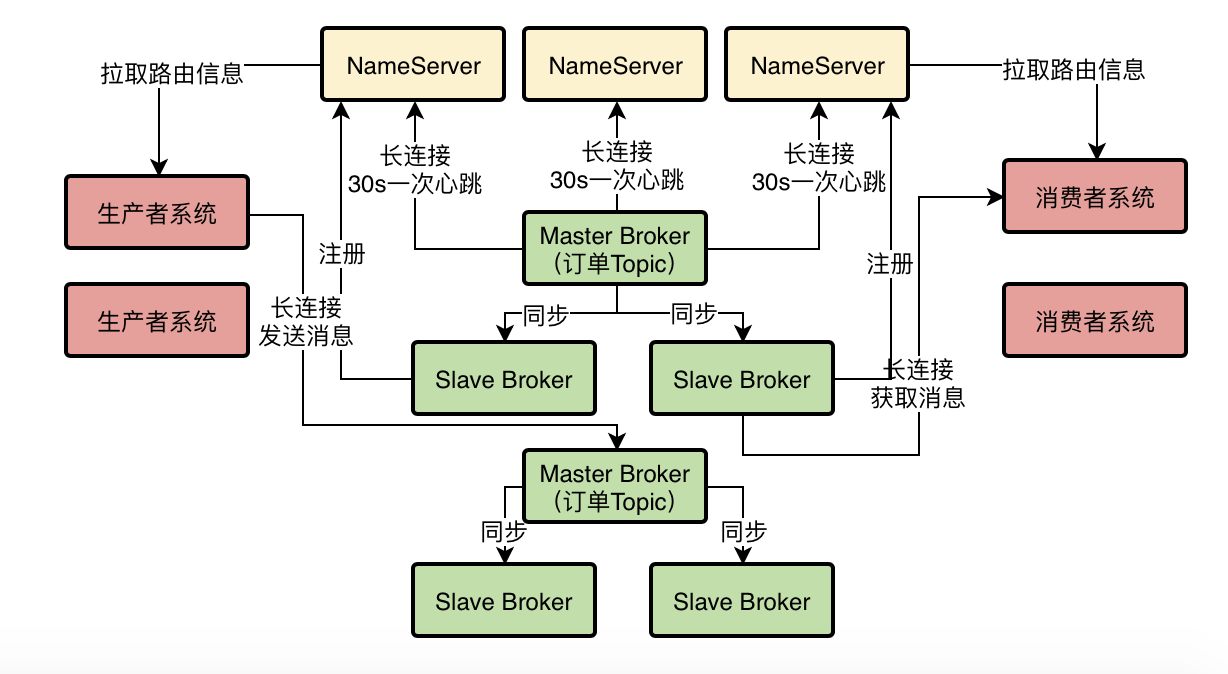 NameServer
NameServer
NameServer
拉取路由信息
拉取路由信息
长连接
30s一次心跳
长连接
30s一次心跳
长连接
30s一次心跳
生产者系统
消费者系统
Master Broker
（订单Topic）
注册
注册
生产者系统
长连接
发送消息
同步
同步
消费者系统
Slave Broker
Slave Broker
长连接
获取消息
Master Broker
（订单Topic）
同步
同步
Slave Broker
Slave Broker